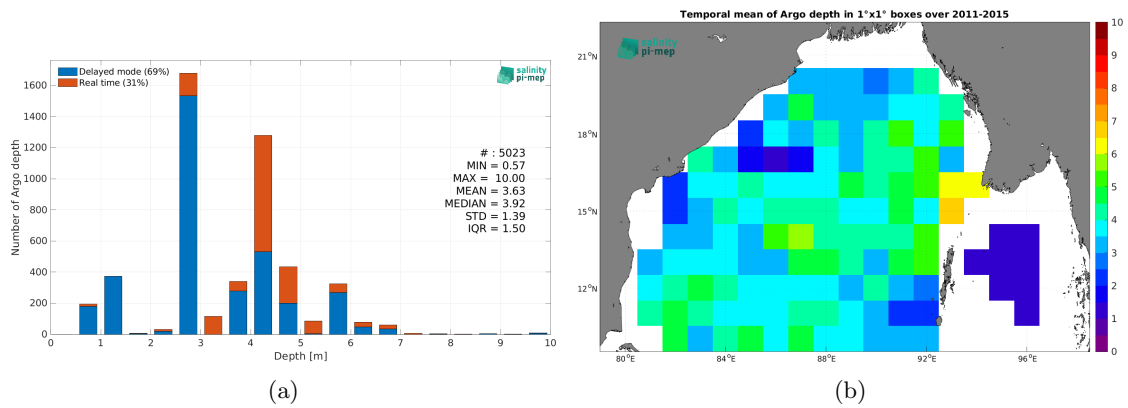 Delayed mode (69%)
Real time (31%)
salinity
pi-mep
Number of Argo depth
1600
1400
1200
1000
800
600
400
200
0
# : 5023
MIN = 0.57
MAX = 10.00
MEAN = 3.63
MEDIAN = 3.92
STD = 1.39
IQR = 1.50
0 1 2 3 4 5 6 7 8 9 10
Depth [m]
(a)
Temporal mean of Argo depth in 1°x1° boxes over 2011-2015
salinity
pi-mep
21°N
18°N
15°N
12°N
80°E 84°E 88°E 92°E 96°E
10
9
8
7
6
5
4
3
2
1
0
(b)